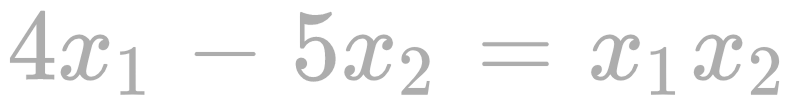 4x₁ − 5x₂ = x₁x₂